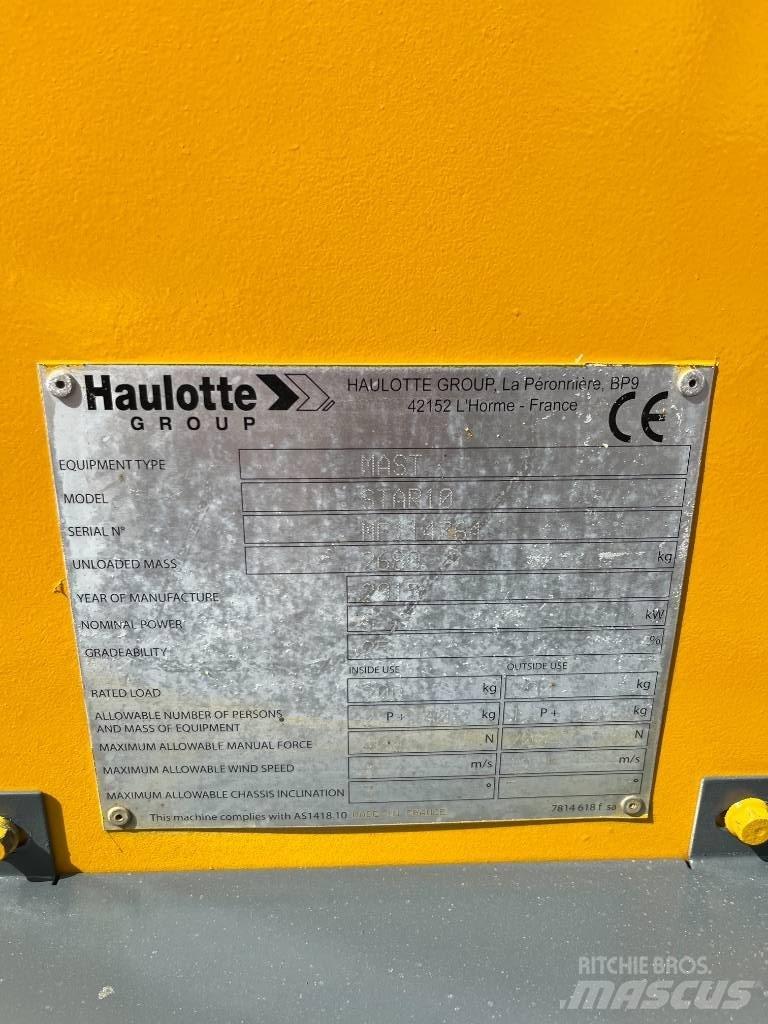 Haulotte
GROUP
HAULOTTE GROUP, La Péronnière, BP9
42152 L'Horme - France
CE
EQUIPMENT TYPE MAST
MODEL STAR10
SERIAL N°
UNLOADED MASS kg
YEAR OF MANUFACTURE
NOMINAL POWER kW
GRADEABILITY %
INSIDE USE OUTSIDE USE
RATED LOAD kg kg
ALLOWABLE NUMBER OF PERSONS
AND MASS OF EQUIPMENT P + kg P + kg
MAXIMUM ALLOWABLE MANUAL FORCE N N
MAXIMUM ALLOWABLE WIND SPEED m/s m/s
MAXIMUM ALLOWABLE CHASSIS INCLINATION ° °
This machine complies with AS1418.10 MADE IN FRANCE 7814 618 f sa
RITCHIE BROS.
MASCUS